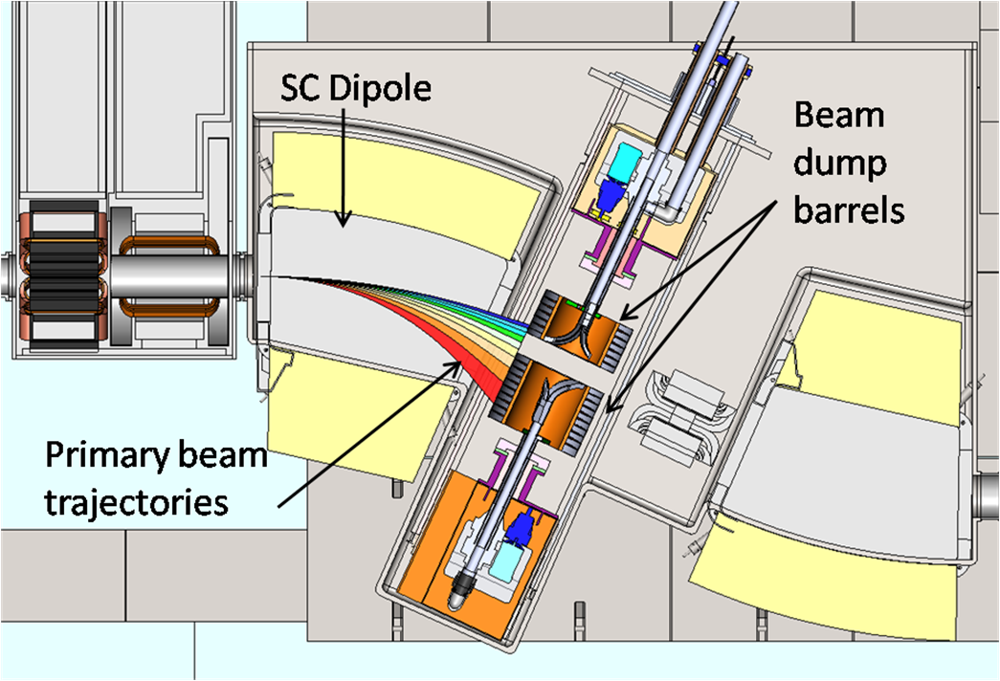 SC Dipole
Beam
dump
barrels
Primary beam
trajectories